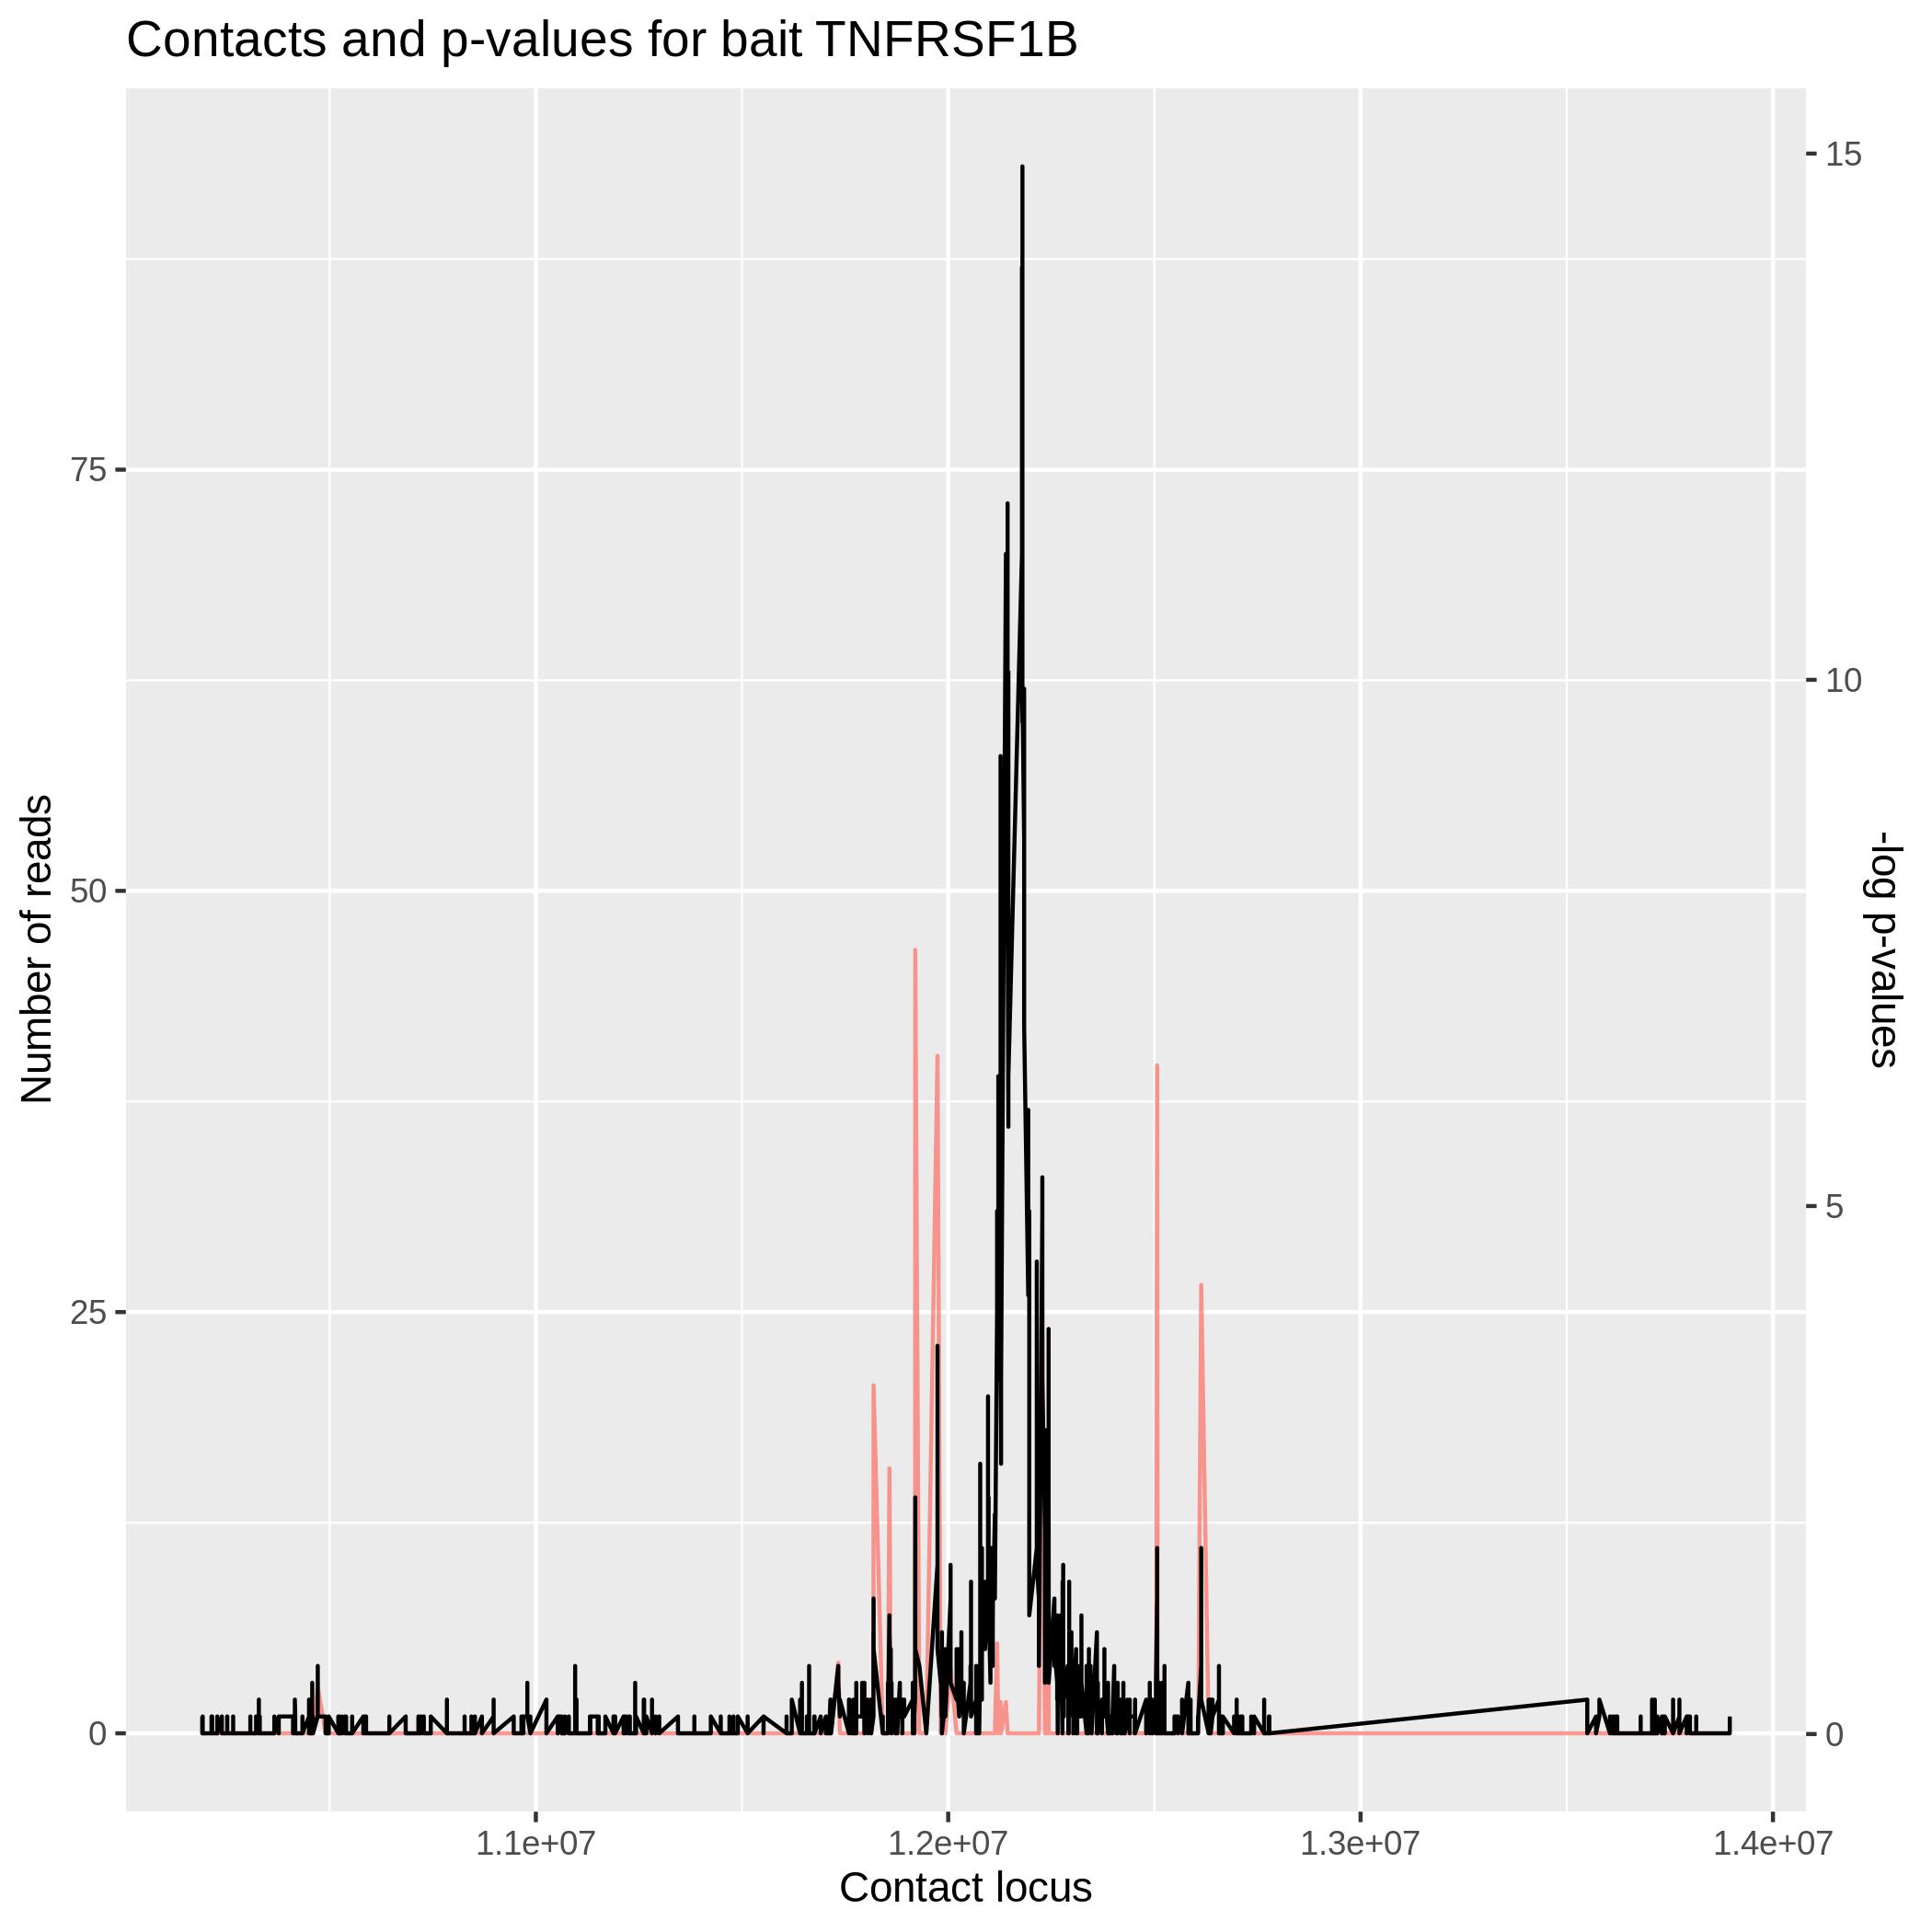 Contacts and p-values for bait TNFRSF1B
15
75
10
50
5
25
0
0
Number of reads
-log p-values
1.1e+07
1.2e+07
1.3e+07
1.4e+07
Contact locus